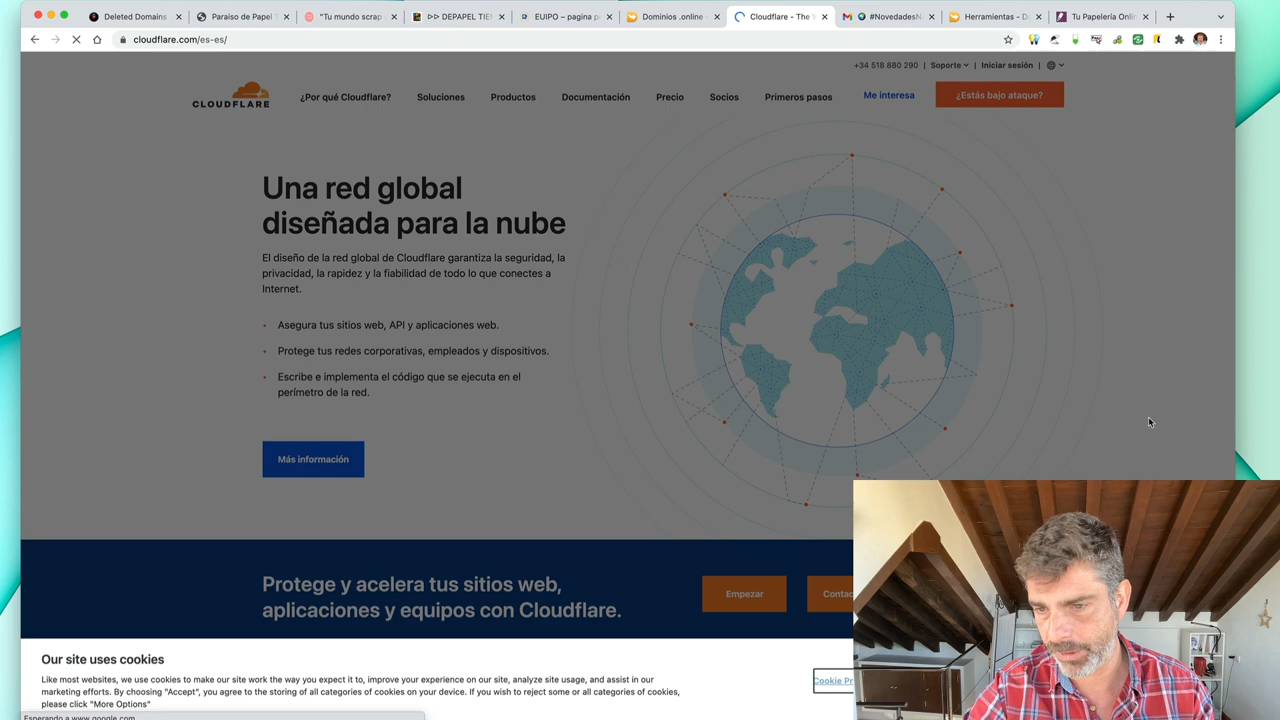 Deleted Domains
Paraiso de Papel T
"Tu mundo scrap
▷▷ DEPAPEL TIE
EUIPO – pagina p
Dominios .online
Cloudflare - The
#NovedadesN
Herramientas - D
Tu Papelería Onli
cloudflare.com/es-es/
+34 518 880 290 | Soporte | Iniciar sesión |
CLOUDFLARE
¿Por qué Cloudflare?
Soluciones
Productos
Documentación
Precio
Socios
Primeros pasos
Me interesa
¿Estás bajo ataque?
Una red global
diseñada para la nube
El diseño de la red global de Cloudflare garantiza la seguridad, la
privacidad, la rapidez y la fiabilidad de todo lo que conectes a
Internet.
Asegura tus sitios web, API y aplicaciones web.
Protege tus redes corporativas, empleados y dispositivos.
Escribe e implementa el código que se ejecuta en el
perímetro de la red.
Más información
Protege y acelera tus sitios web,
aplicaciones y equipos con Cloudflare.
Empezar
Contac
Our site uses cookies
Like most websites, we use cookies to make our site work the way you expect it to, improve your experience on our site, analyze site usage, and assist in our
marketing efforts. By choosing "Accept", you agree to the storing of all categories of cookies on your device. If you wish to reject some or all categories of cookies,
please click "More Options"
Cookie Pr
Esperando a www.google.com